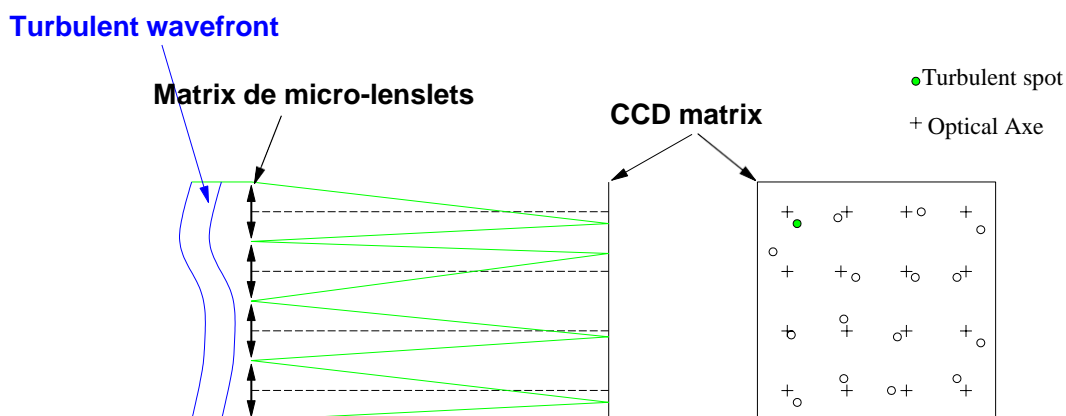 Turbulent wavefront
Matrix de micro-lenslets
CCD matrix
Turbulent spot
+ Optical Axe